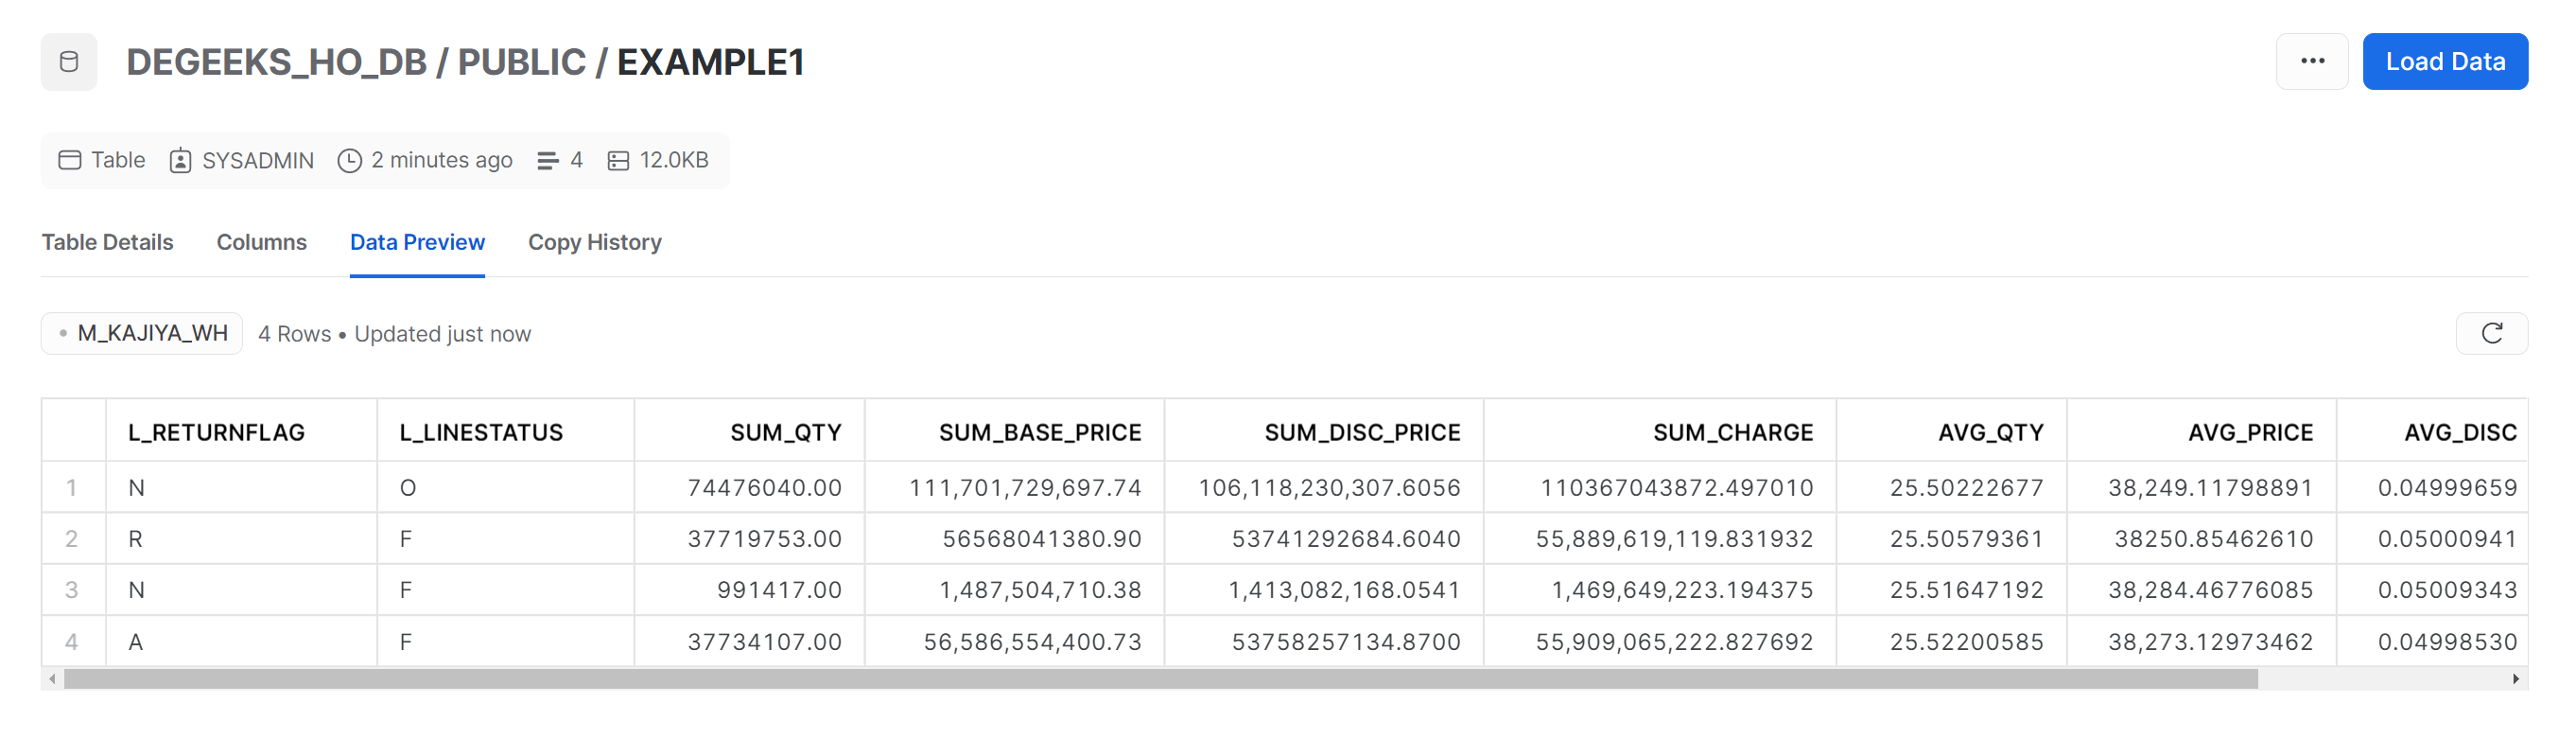 DEGEEKS_HO_DB / PUBLIC / EXAMPLE1
... Load Data
Table SYSADMIN 2 minutes ago 4 12.0KB
Table Details Columns Data Preview Copy History
M_KAJIYA_WH 4 Rows • Updated just now
L_RETURNFLAG L_LINESTATUS SUM_QTY SUM_BASE_PRICE SUM_DISC_PRICE SUM_CHARGE AVG_QTY AVG_PRICE AVG_DISC
1 N O 74476040.00 111,701,729,697.74 106,118,230,307.6056 110367043872.497010 25.50222677 38,249.11798891 0.04999659
2 R F 37719753.00 56568041380.90 53741292684.6040 55,889,619,119.831932 25.50579361 38250.85462610 0.05000941
3 N F 991417.00 1,487,504,710.38 1,413,082,168.0541 1,469,649,223.194375 25.51647192 38,284.46776085 0.05009343
4 A F 37734107.00 56,586,554,400.73 53758257134.8700 55,909,065,222.827692 25.52200585 38,273.12973462 0.04998530